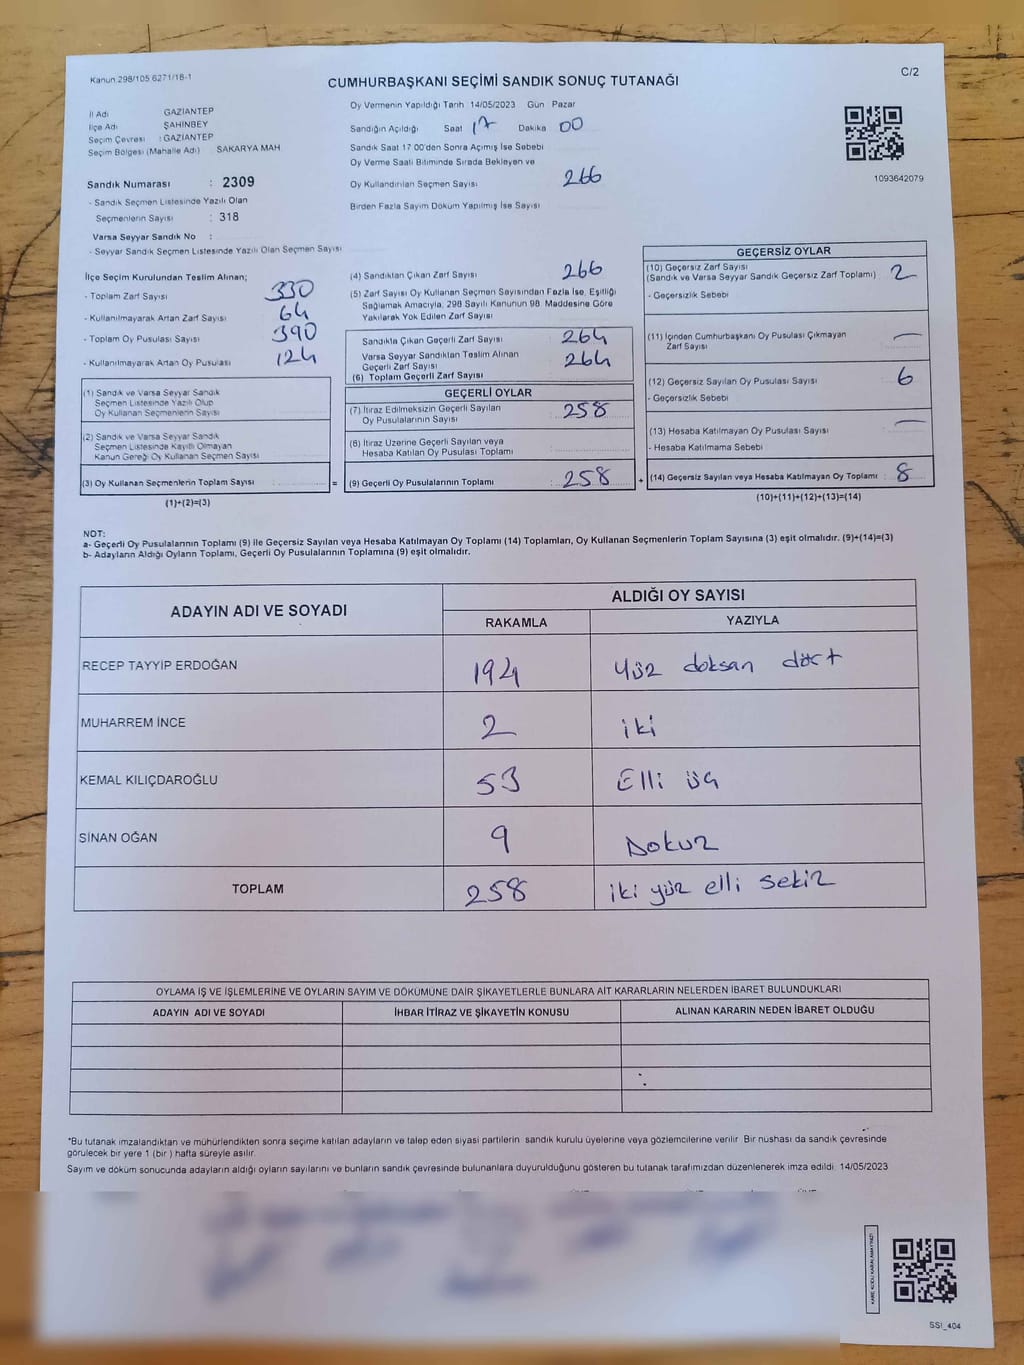 Kanun 298/105 6271/18-1
C/2
CUMHURBAŞKANI SEÇİMİ SANDIK SONUÇ TUTANAĞI
İl Adı GAZİANTEP
İlçe Adı ŞAHİNBEY
Seçim Çevresi : GAZİANTEP
Seçim Bölgesi (Mahalle Adı) SAKARYA MAH
Sandık Numarası : 2309
- Sandık Seçmen Listesinde Yazılı Olan
Seçmenlerin Sayısı : 318
Varsa Seyyar Sandık No :
- Seyyar Sandık Seçmen Listesinde Yazılı Olan Seçmen Sayısı
Oy Vermenin Yapıldığı Tarih 14/05/2023 Gün Pazar
Sandığın Açıldığı Saat 17 Dakika 00
Sandık Saat 17 00'den Sonra Açımış İse Sebebi
Oy Verme Saati Bitiminde Sırada Bekleyen ve
Oy Kullandırılan Seçmen Sayısı 266
Birden Fazla Sayım Döküm Yapılmış İse Sayısı
1093642079
İlçe Seçim Kurulundan Teslim Alınan;
- Toplam Zarf Sayısı 330
- Kullanılmayarak Artan Zarf Sayısı 64
- Toplam Oy Pusulası Sayısı 390
- Kullanılmayarak Artan Oy Pusulası 124
(1) Sandık ve Varsa Seyyar Sandık
Seçmen Listesinde Yazılı Olup
Oy Kullanan Seçmenlerin Sayısı
(2) Sandık ve Varsa Seyyar Sandık
Seçmen Listesinde Kayıtlı Olmayan
Kanun Gereği Oy Kullanan Seçmen Sayısı
(3) Oy Kullanan Seçmenlerin Toplam Sayısı : =
(1)+(2)=(3)
(4) Sandıktan Çıkan Zarf Sayısı 266
(5) Zarf Sayısı Oy Kullanan Seçmen Sayısından Fazla İse, Eşitliği
Sağlamak Amacıyla, 298 Sayılı Kanunun 98. Maddesine Göre
Yakılarak Yok Edilen Zarf Sayısı
Sandıkla Çıkan Geçerli Zarf Sayısı 264
Varsa Seyyar Sandıktan Teslim Alınan
Geçerli Zarf Sayısı 264
(6) Toplam Geçerli Zarf Sayısı
GEÇERLİ OYLAR
(7) İtiraz Edilmeksizin Geçerli Sayılan
Oy Pusulalarının Sayısı 258
(8) İtiraz Üzerine Geçerli Sayılan veya
Hesaba Katılan Oy Pusulası Toplamı
(9) Geçerli Oy Pusulalarının Toplamı : 258 +
GEÇERSİZ OYLAR
(10) Geçersiz Zarf Sayısı
(Sandık ve Varsa Seyyar Sandık Geçersiz Zarf Toplamı) 2
- Geçersizlik Sebebi
(11) İçinden Cumhurbaşkanı Oy Pusulası Çıkmayan
Zarf Sayısı —
(12) Geçersiz Sayılan Oy Pusulası Sayısı 6
- Geçersizlik Sebebi
(13) Hesaba Katılmayan Oy Pusulası Sayısı —
- Hesaba Katılmama Sebebi
(14) Geçersiz Sayılan veya Hesaba Katılmayan Oy Toplamı : 8
(10)+(11)+(12)+(13)=(14)
NOT:
a- Geçerli Oy Pusulalarının Toplamı (9) ile Geçersiz Sayılan veya Hesaba Katılmayan Oy Toplamı (14) Toplamları, Oy Kullanan Seçmenlerin Toplam Sayısına (3) eşit olmalıdır. (9)+(14)=(3)
b- Adayların Aldığı Oyların Toplamı, Geçerli Oy Pusulalarının Toplamına (9) eşit olmalıdır.
ADAYIN ADI VE SOYADI ALDIĞI OY SAYISI
RAKAMLA YAZIYLA
RECEP TAYYİP ERDOĞAN 194 Yüz doksan dört
MUHARREM İNCE 2 iki
KEMAL KILIÇDAROĞLU 53 Elli üç
SİNAN OĞAN 9 Dokuz
TOPLAM 258 iki yüz elli sekiz
OYLAMA İŞ VE İŞLEMLERİNE VE OYLARIN SAYIM VE DÖKÜMÜNE DAİR ŞİKAYETLERLE BUNLARA AİT KARARLARIN NELERDEN İBARET BULUNDUKLARI
ADAYIN ADI VE SOYADI İHBAR İTİRAZ VE ŞİKAYETİN KONUSU ALINAN KARARIN NEDEN İBARET OLDUĞU
*Bu tutanak imzalandıktan ve mühürlendikten sonra seçime katılan adayların ve talep eden siyasi partilerin sandık kurulu üyelerine veya gözlemcilerine verilir Bir nüshası da sandık çevresinde
görülecek bir yere 1 (bir) hafta süreyle asılır.
Sayım ve döküm sonucunda adayların aldığı oyların sayılarını ve bunların sandık çevresinde bulunanlara duyurulduğunu gösteren bu tutanak tarafımızdan düzenlenerek imza edildi 14/05/2023
SSI_404